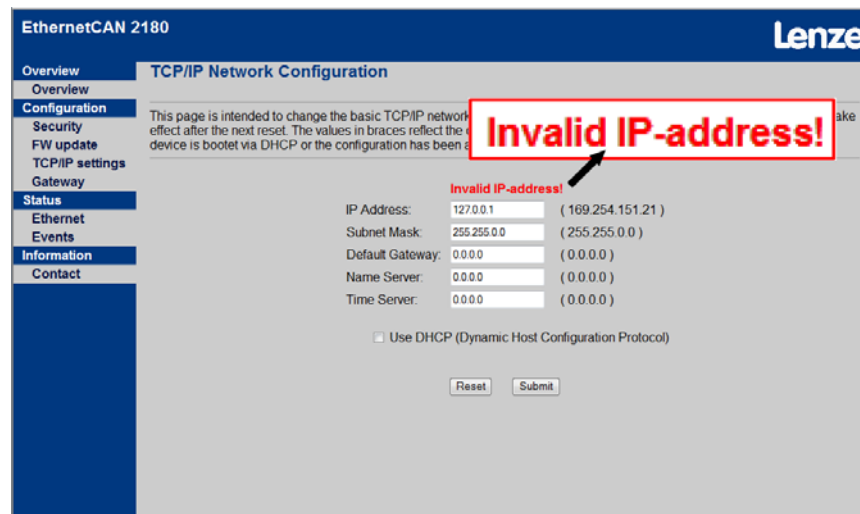 EthernetCAN 2180
Lenze
Overview
Overview
Configuration
Security
FW update
TCP/IP settings
Gateway
Status
Ethernet
Events
Information
Contact
TCP/IP Network Configuration
This page is intended to change the basic TCP/IP netw ake
effect after the next reset. The values in braces reflect the
device is bootet via DHCP or the configuration has been a
Invalid IP-address!
Invalid IP-address!
IP Address: 127.0.0.1 ( 169.254.151.21 )
Subnet Mask: 255.255.0.0 ( 255.255.0.0 )
Default Gateway: 0.0.0.0 ( 0.0.0.0 )
Name Server: 0.0.0.0 ( 0.0.0.0 )
Time Server: 0.0.0.0 ( 0.0.0.0 )
Use DHCP (Dynamic Host Configuration Protocol)
Reset Submit